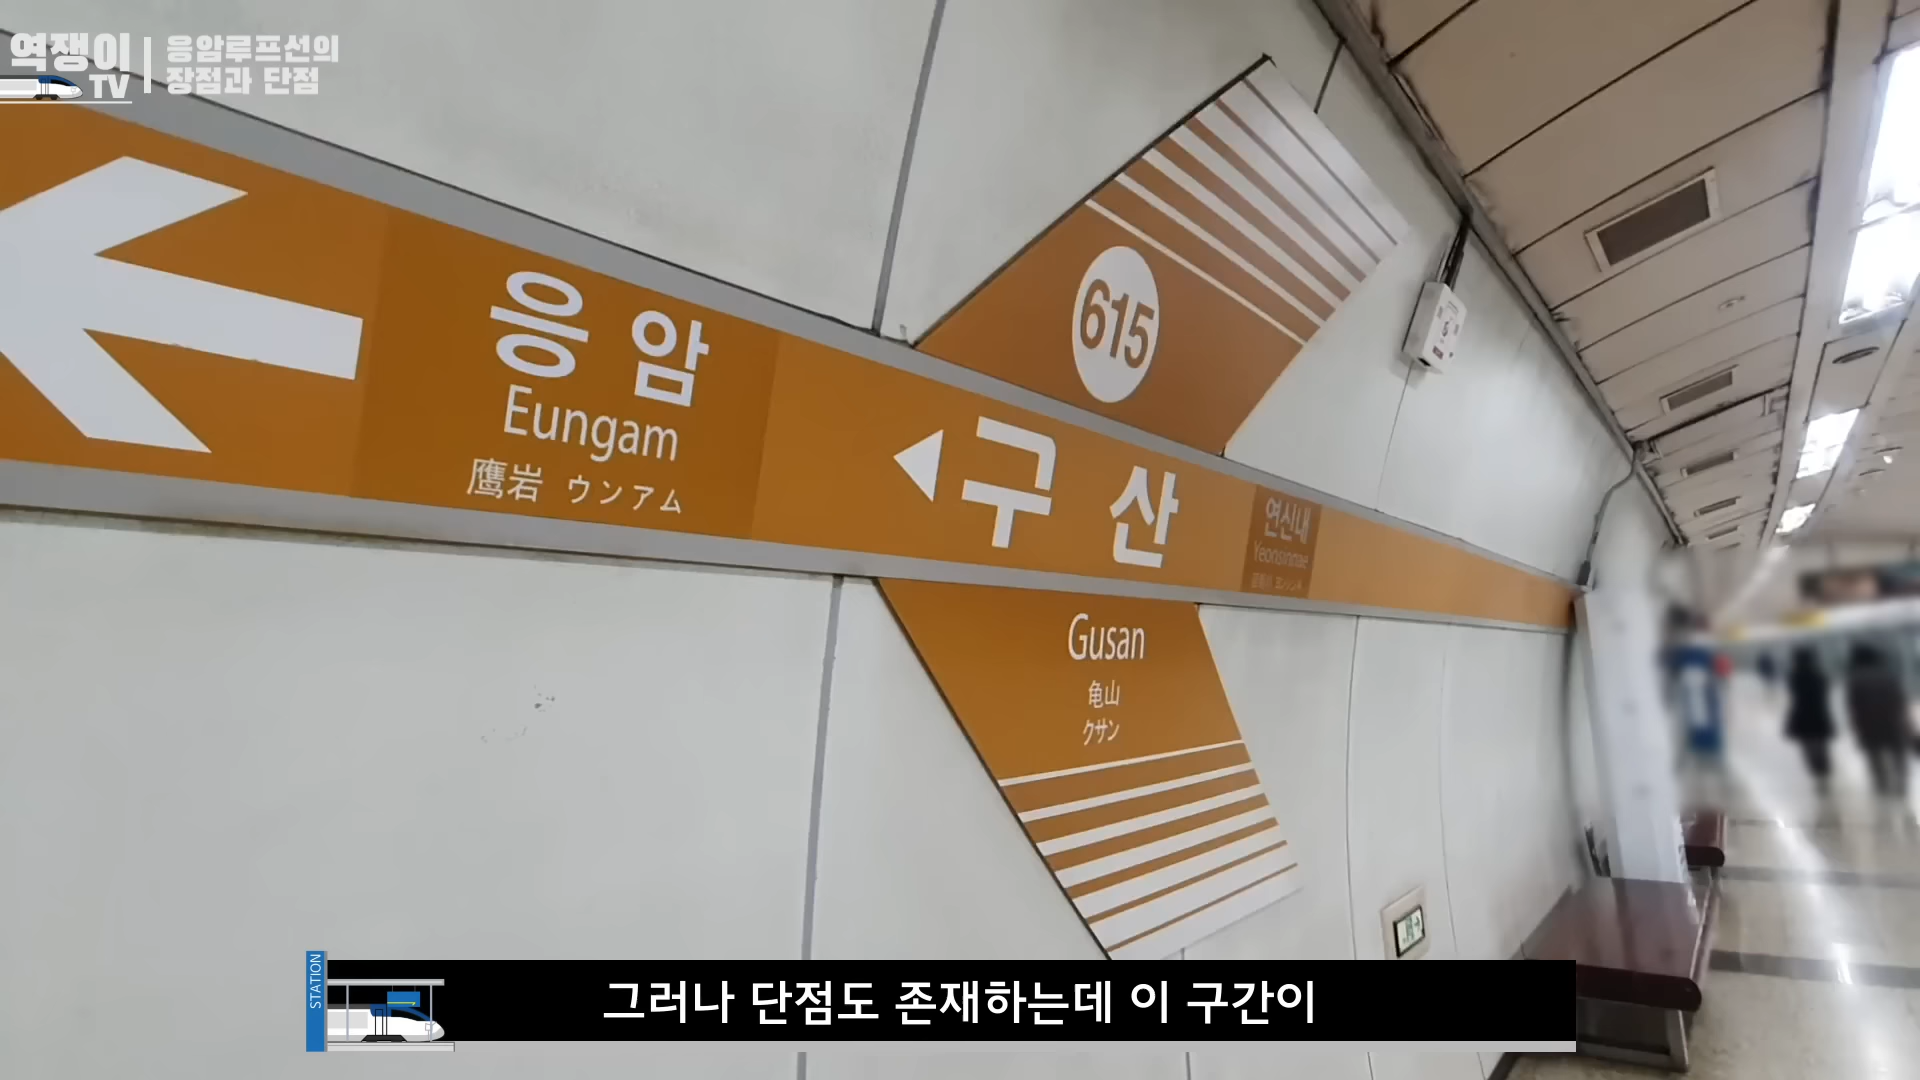 역쟁이
TV
응암루프선의
장점과 단점
615
응암
Eungam
鷹岩 ウンアム
구산
연신내
Yeonsinnae
Gusan
亀山
クサン
STATION
그러나 단점도 존재하는데 이 구간이